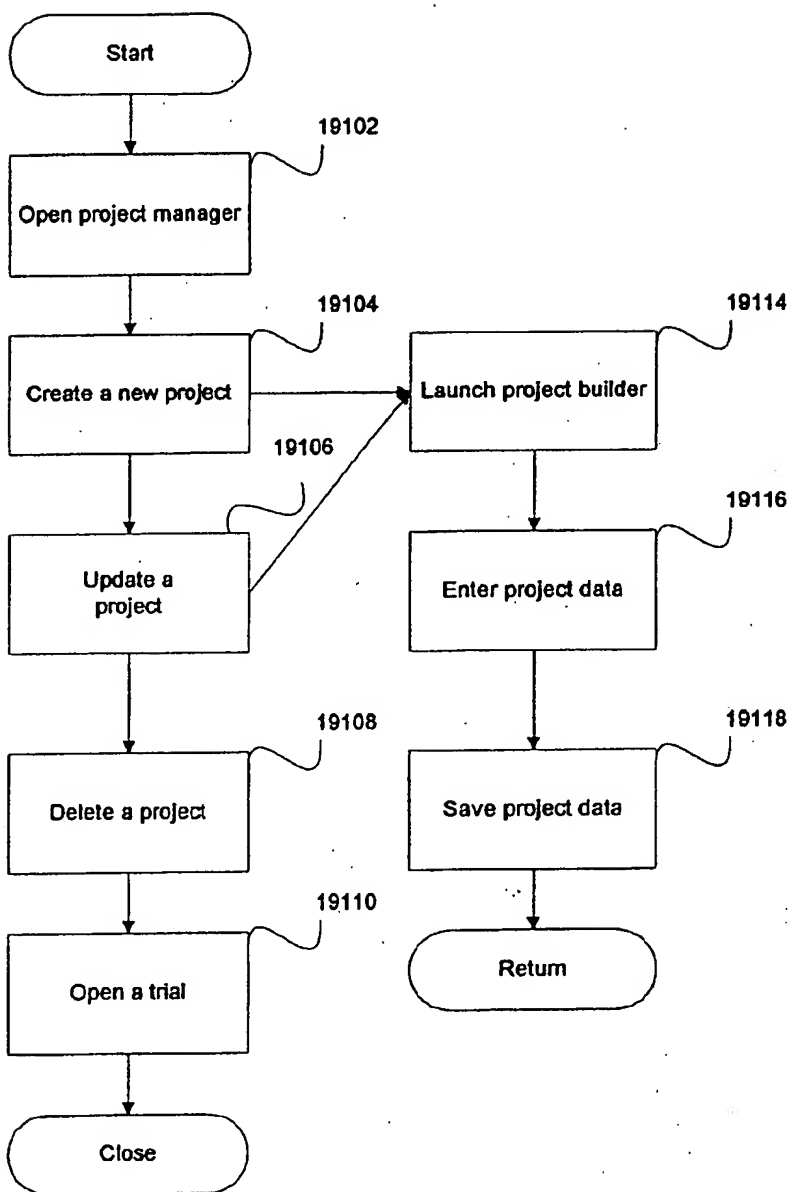 Start
19102
Open project manager
19104
Create a new project
19114
Launch project builder
19106
Update a
project
19116
Enter project data
19108
Delete a project
19118
Save project data
19110
Open a trial
Return
Close